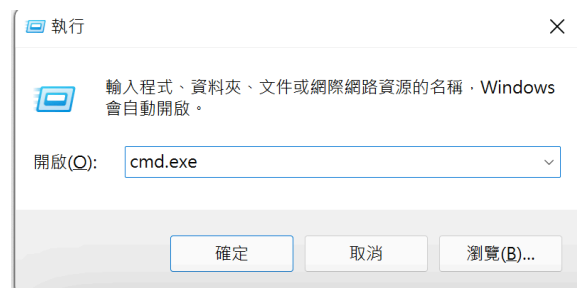 執行
輸入程式、資料夾、文件或網際網路資源的名稱，Windows
會自動開啟。
開啟(O):
cmd.exe
確定
取消
瀏覽(B)...